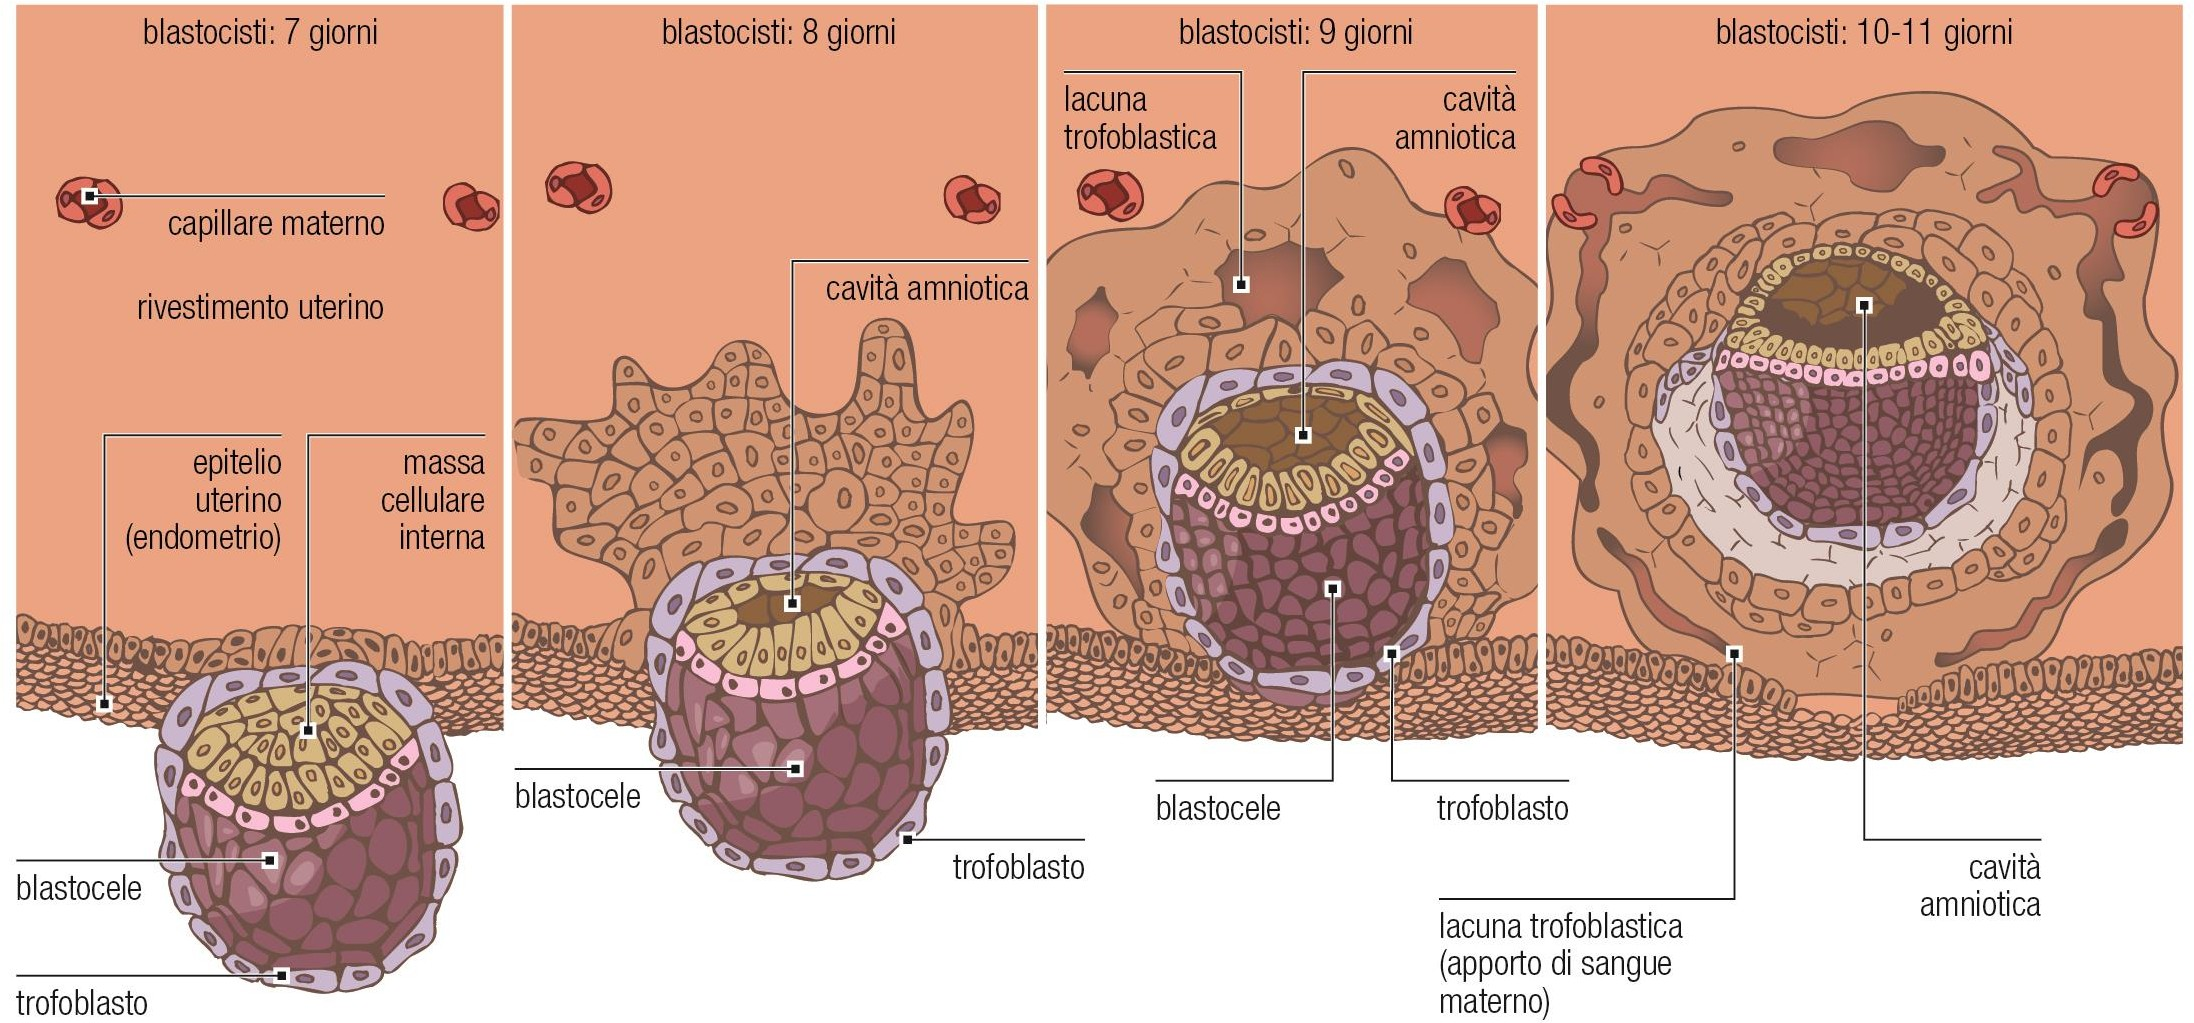 blastocisti: 7 giorni
capillare materno
rivestimento uterino
epitelio
uterino
(endometrio)
massa
cellulare
interna
blastocele
trofoblasto
blastocisti: 8 giorni
cavità amniotica
blastocele
trofoblasto
blastocisti: 9 giorni
lacuna
trofoblastica
cavità
amniotica
blastocele
trofoblasto
blastocisti: 10-11 giorni
lacuna trofoblastica
(apporto di sangue
materno)
cavità
amniotica